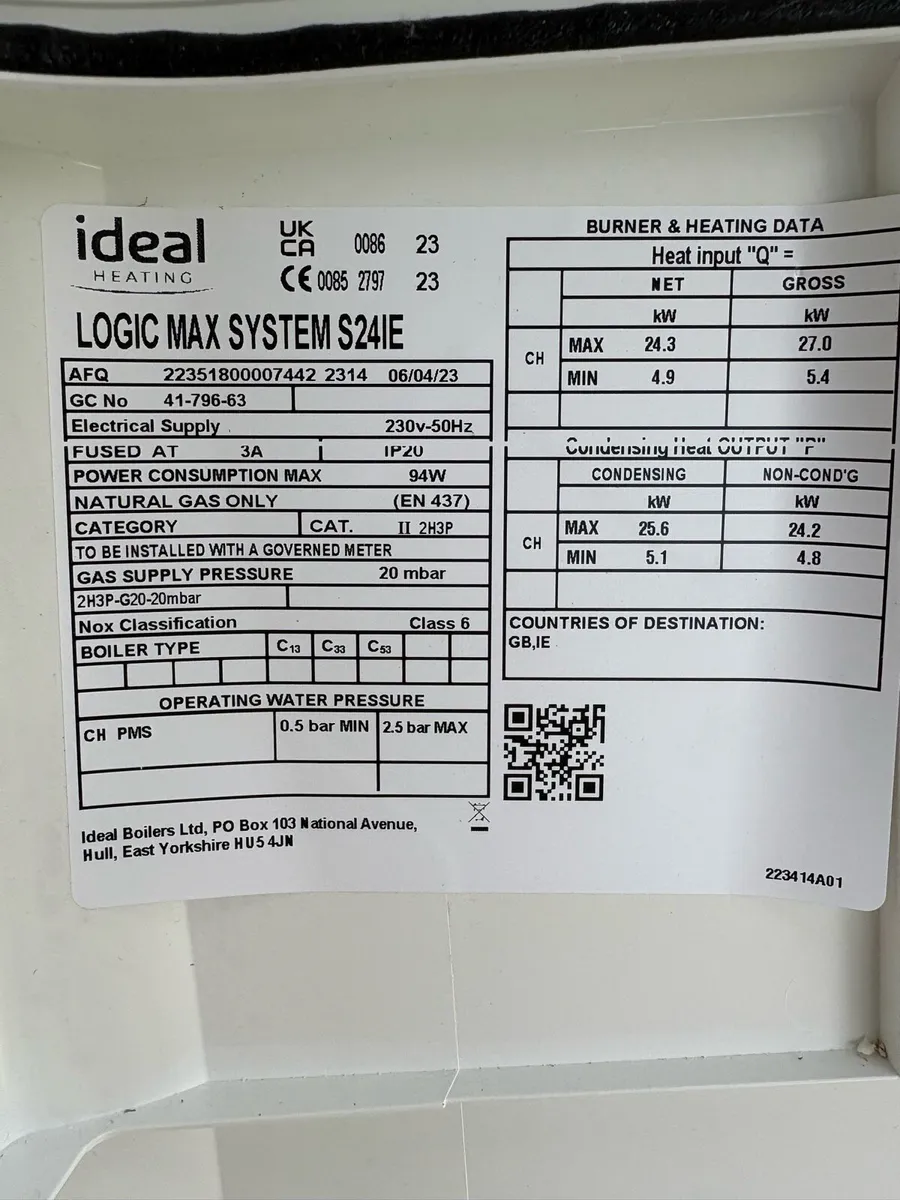 ideal
HEATING
UK
CA 0086 23
CE 0085 2797 23
LOGIC MAX SYSTEM S24IE
AFQ 22351800007442 2314 06/04/23
GC No 41-796-63
Electrical Supply 230v-50Hz
FUSED AT 3A IP20
POWER CONSUMPTION MAX 94W
NATURAL GAS ONLY (EN 437)
CATEGORY CAT. II 2H3P
TO BE INSTALLED WITH A GOVERNED METER
GAS SUPPLY PRESSURE 20 mbar
2H3P-G20-20mbar
Nox Classification Class 6
BOILER TYPE C13 C33 C53
OPERATING WATER PRESSURE
CH PMS 0.5 bar MIN 2.5 bar MAX
Ideal Boilers Ltd, PO Box 103 National Avenue,
Hull, East Yorkshire HU5 4JN
BURNER & HEATING DATA
Heat input "Q" =
NET GROSS
kW kW
CH
MAX 24.3 27.0
MIN 4.9 5.4
Condensing Heat OUTPUT "P"
CONDENSING NON-COND'G
kW kW
CH
MAX 25.6 24.2
MIN 5.1 4.8
COUNTRIES OF DESTINATION:
GB,IE
223414A01